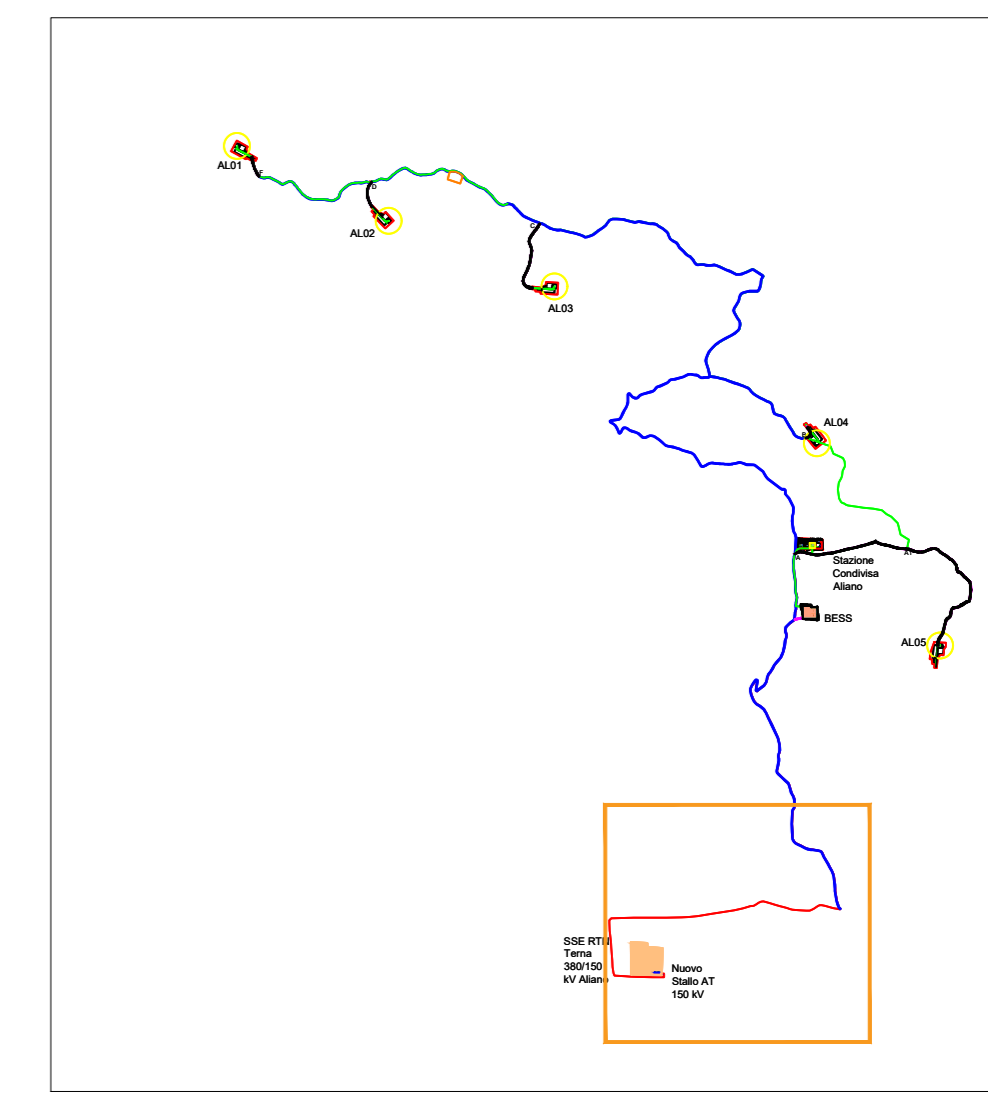 AL01
F
D
AL02
C
AL03
AL04
B
A
A1
Stazione
Condivisa
Aliano
BESS
AL05
SSE RTN
Terna
380/150
kV Aliano
Nuovo
Stallo AT
150 kV